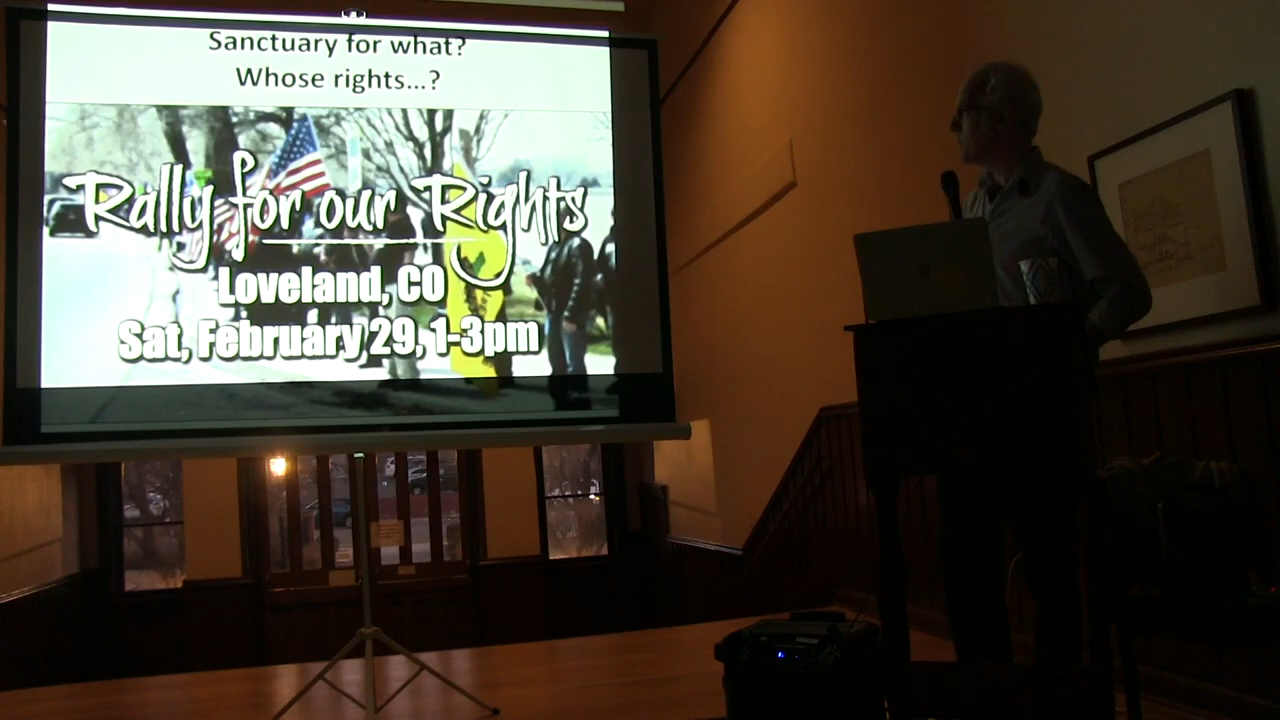 Sanctuary for what?
Whose rights...?
Rally for our Rights
Loveland, CO
Sat, February 29, 1-3pm